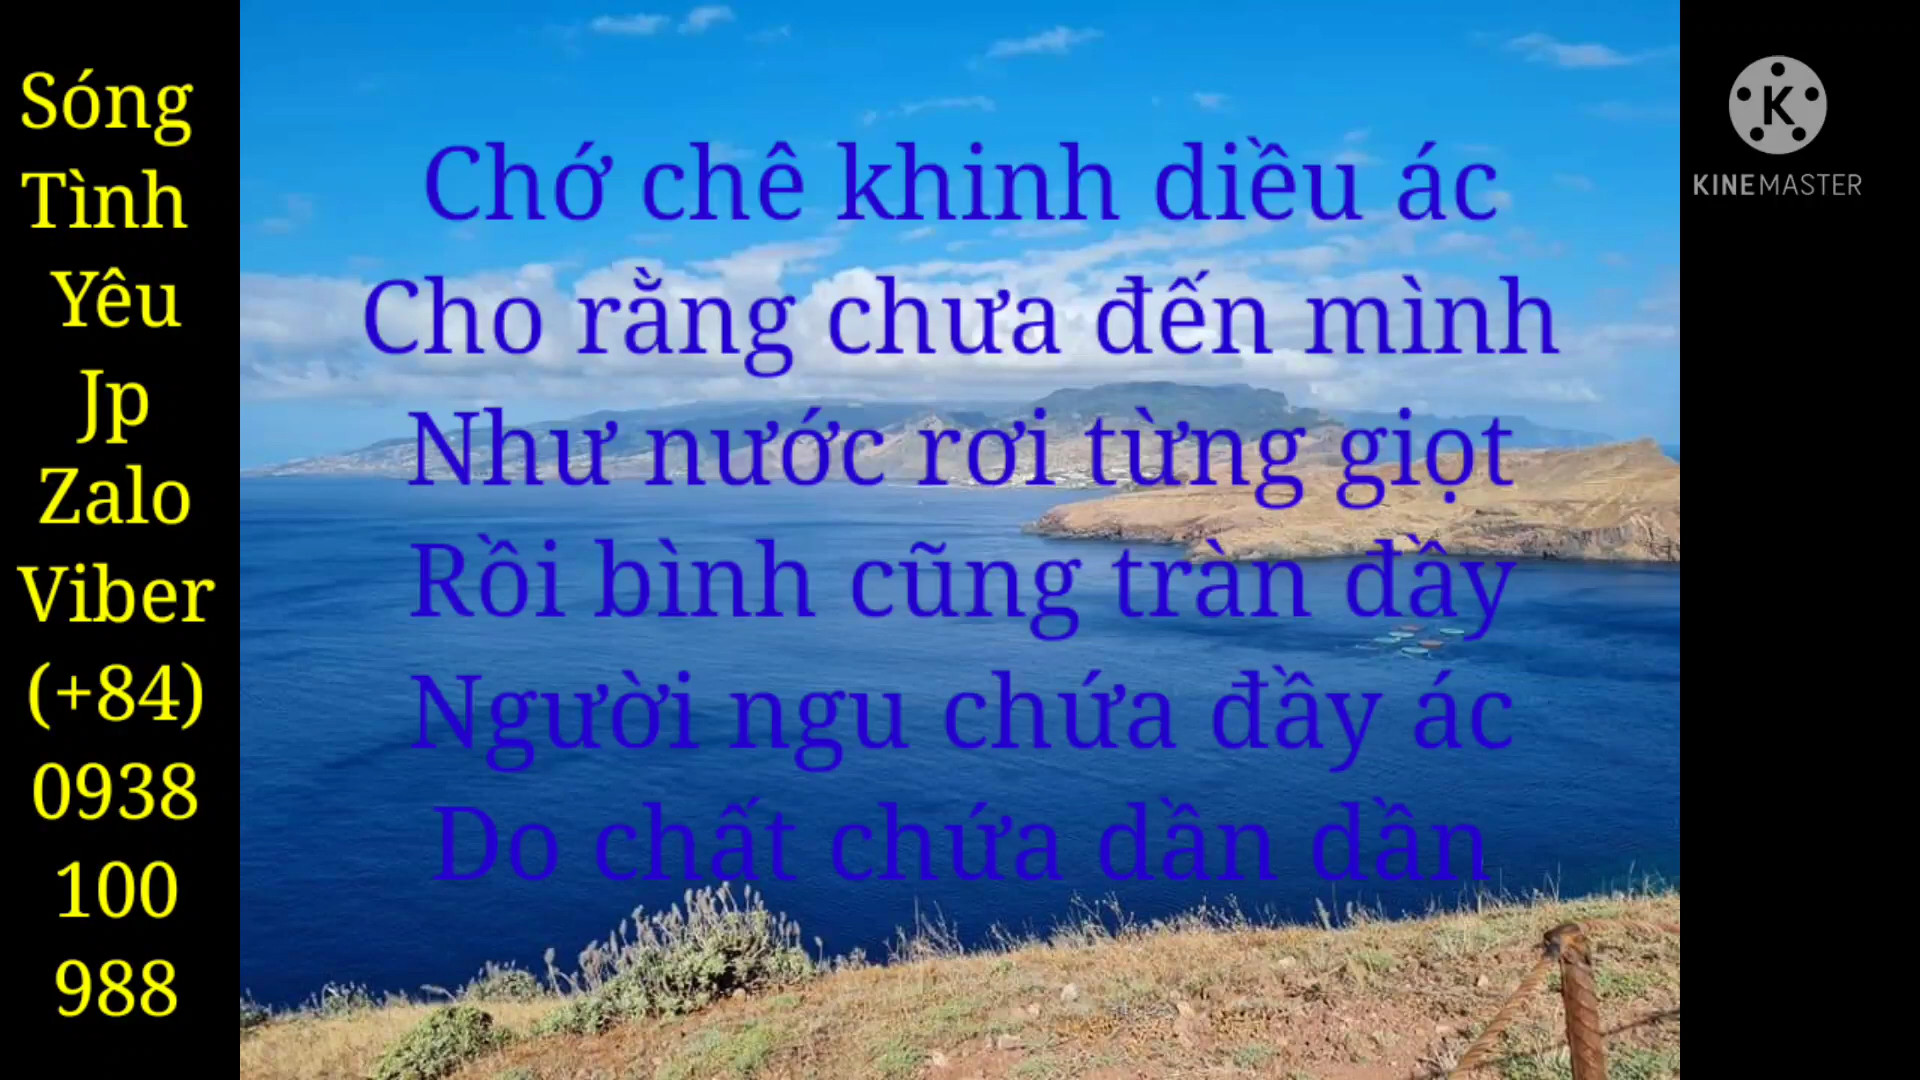 Sóng
Tình
Yêu
Jp
Zalo
Viber
(+84)
0938
100
988
Chớ chê khinh diều ác
Cho rằng chưa đến mình
Như nước rơi từng giọt
Rồi bình cũng tràn đầy
Người ngu chứa đầy ác
Do chất chứa dần dần
K
KINEMASTER